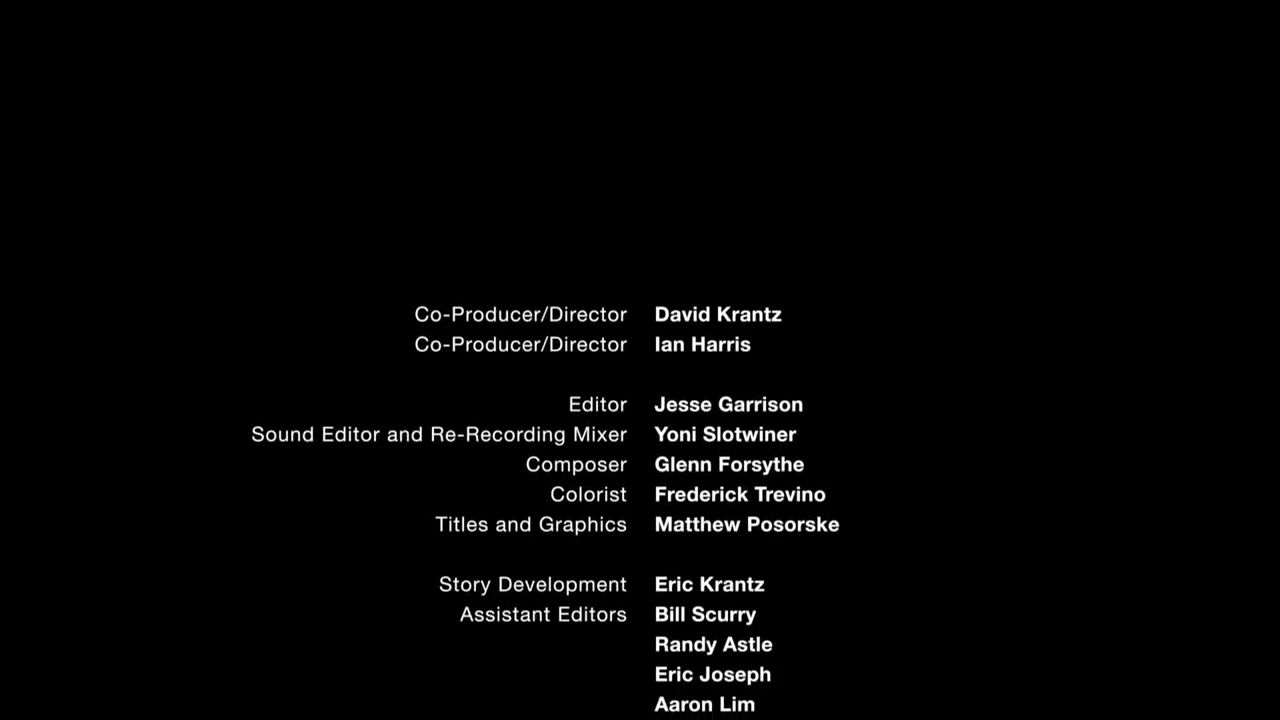 Co-Producer/Director David Krantz
Co-Producer/Director Ian Harris
Editor Jesse Garrison
Sound Editor and Re-Recording Mixer Yoni Slotwiner
Composer Glenn Forsythe
Colorist Frederick Trevino
Titles and Graphics Matthew Posorske
Story Development Eric Krantz
Assistant Editors Bill Scurry
Randy Astle
Eric Joseph
Aaron Lim